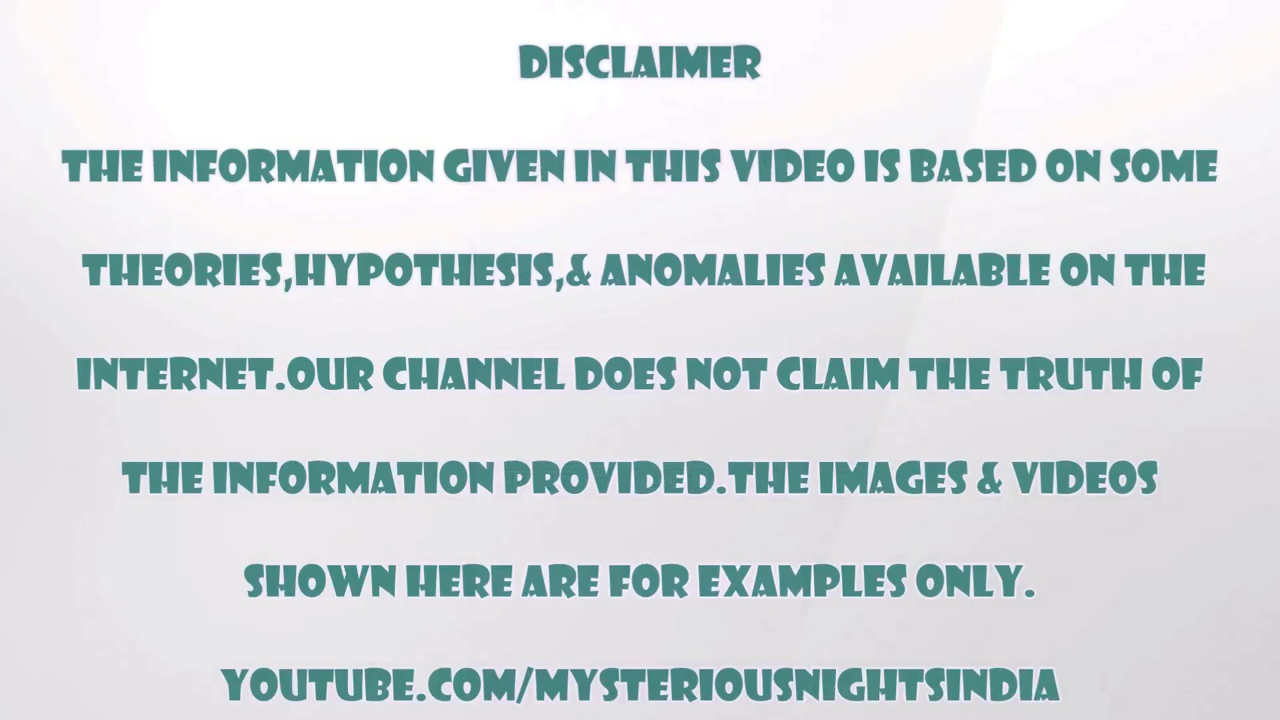 DISCLAIMER
THE INFORMATION GIVEN IN THIS VIDEO IS BASED ON SOME
THEORIES,HYPOTHESIS,& ANOMALIES AVAILABLE ON THE
INTERNET.OUR CHANNEL DOES NOT CLAIM THE TRUTH OF
THE INFORMATION PROVIDED.THE IMAGES & VIDEOS
SHOWN HERE ARE FOR EXAMPLES ONLY.
YOUTUBE.COM/MYSTERIOUSNIGHTSINDIA